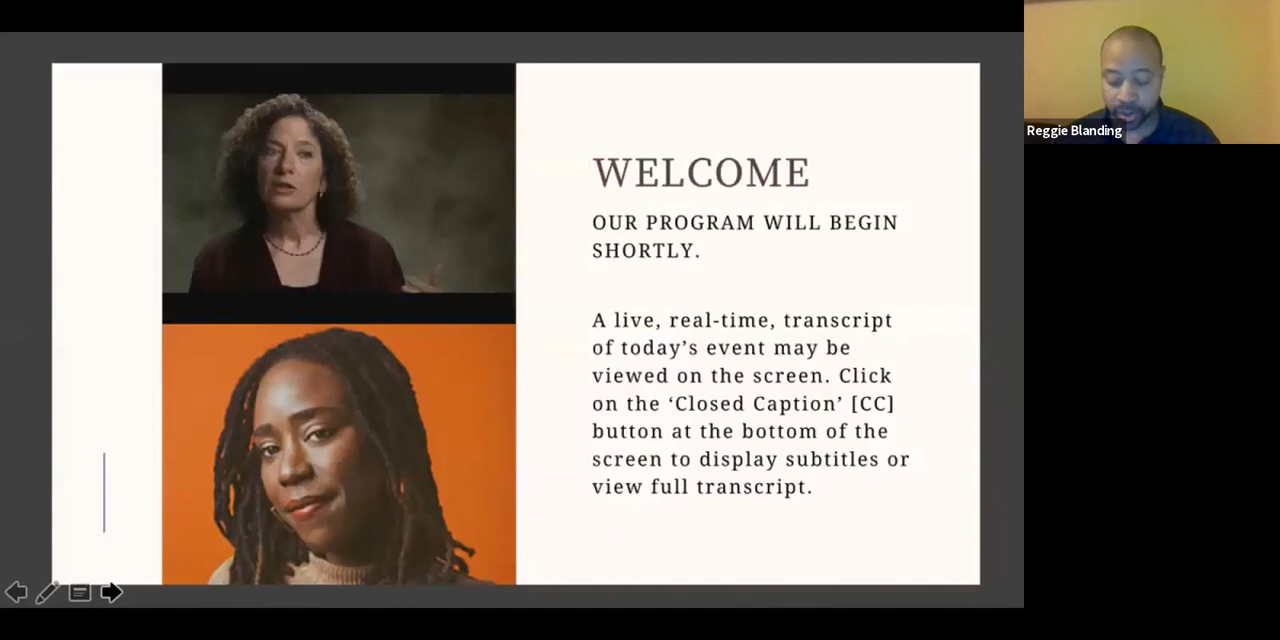 WELCOME
OUR PROGRAM WILL BEGIN
SHORTLY.
A live, real-time, transcript
of today’s event may be
viewed on the screen. Click
on the ‘Closed Caption’ [CC]
button at the bottom of the
screen to display subtitles or
view full transcript.
Reggie Blanding